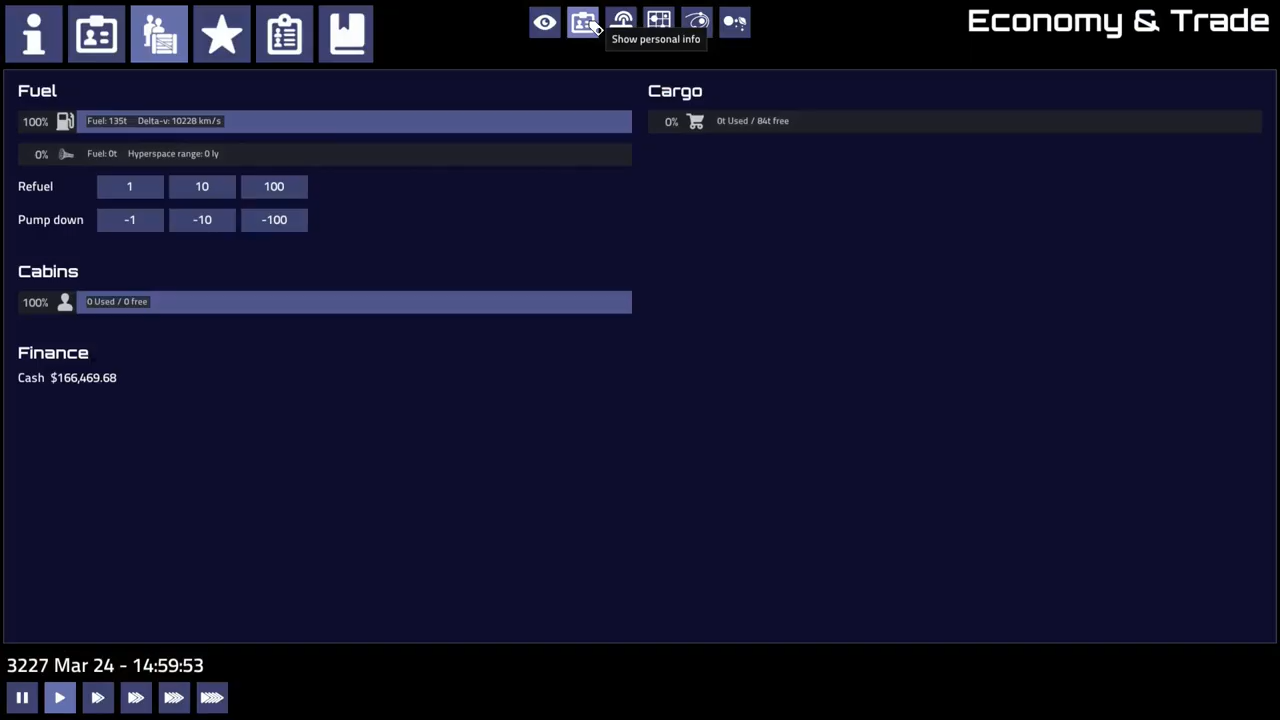 Economy & Trade
Show personal info
Fuel
100% Fuel: 135t Delta-v: 10228 km/s
0% Fuel: 0t Hyperspace range: 0 ly
Refuel 1 10 100
Pump down -1 -10 -100
Cabins
100% 0 Used / 0 free
Finance
Cash $166,469.68
Cargo
0% 0t Used / 84t free
3227 Mar 24 - 14:59:53